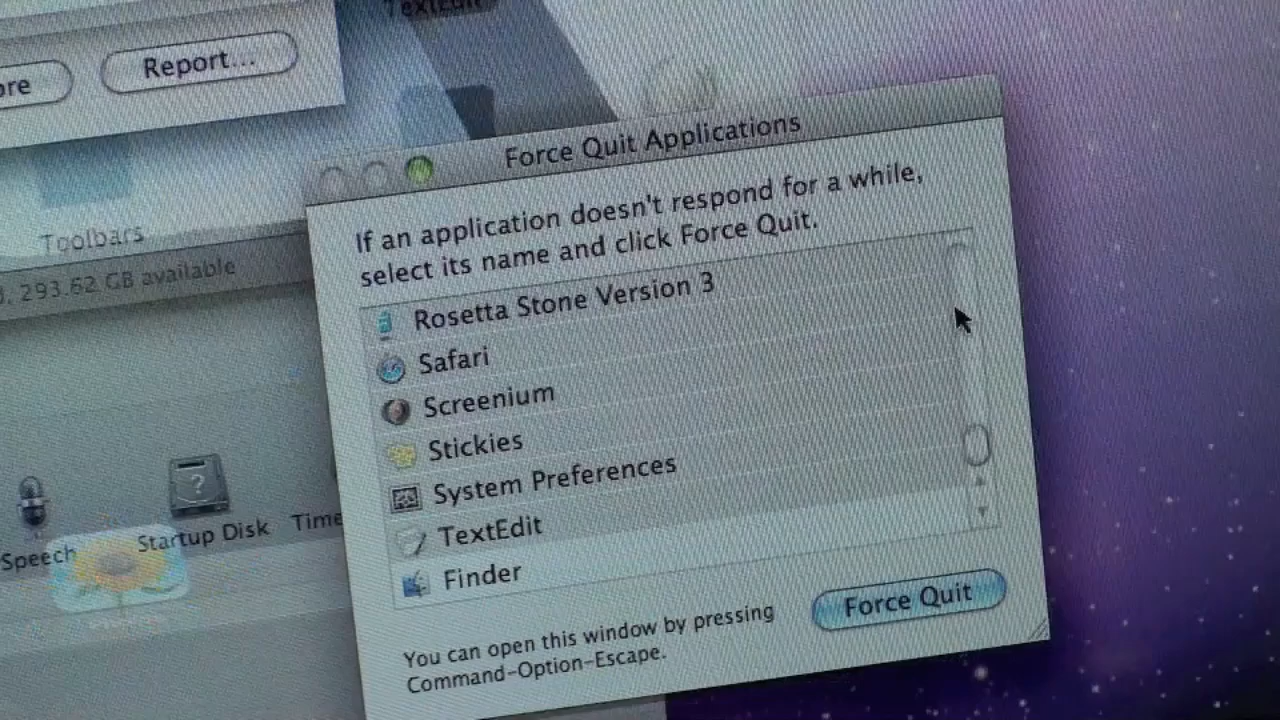 TextEdit
ore
Report...
Toolbars
293.62 GB available
Speech
Startup Disk
Time
Force Quit Applications
If an application doesn't respond for a while,
select its name and click Force Quit.
Rosetta Stone Version 3
Safari
Screenium
Stickies
System Preferences
TextEdit
Finder
You can open this window by pressing
Command-Option-Escape.
Force Quit